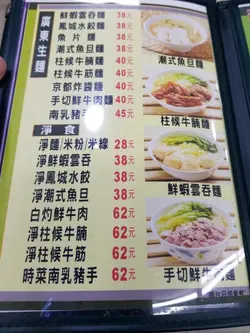 廣東生麵
鮮蝦雲吞麵 38元
鳳城水餃麵 38元
魚片麵 38元
潮式魚旦麵 38元
柱候牛腩麵 40元
柱候牛筋麵 40元
京都炸醬麵 40元
手切鮮牛肉麵 40元
南乳豬手麵 45元
淨食
淨麵/米粉/米線 28元
淨鮮蝦雲吞 38元
淨鳳城水餃 38元
淨潮式魚旦 38元
白灼鮮牛肉 62元
淨柱候牛腩 62元
淨柱候牛筋 62元
時菜南乳豬手 62元
潮式魚旦麵
柱候牛腩麵
鮮蝦雲吞麵
手切鮮牛肉麵